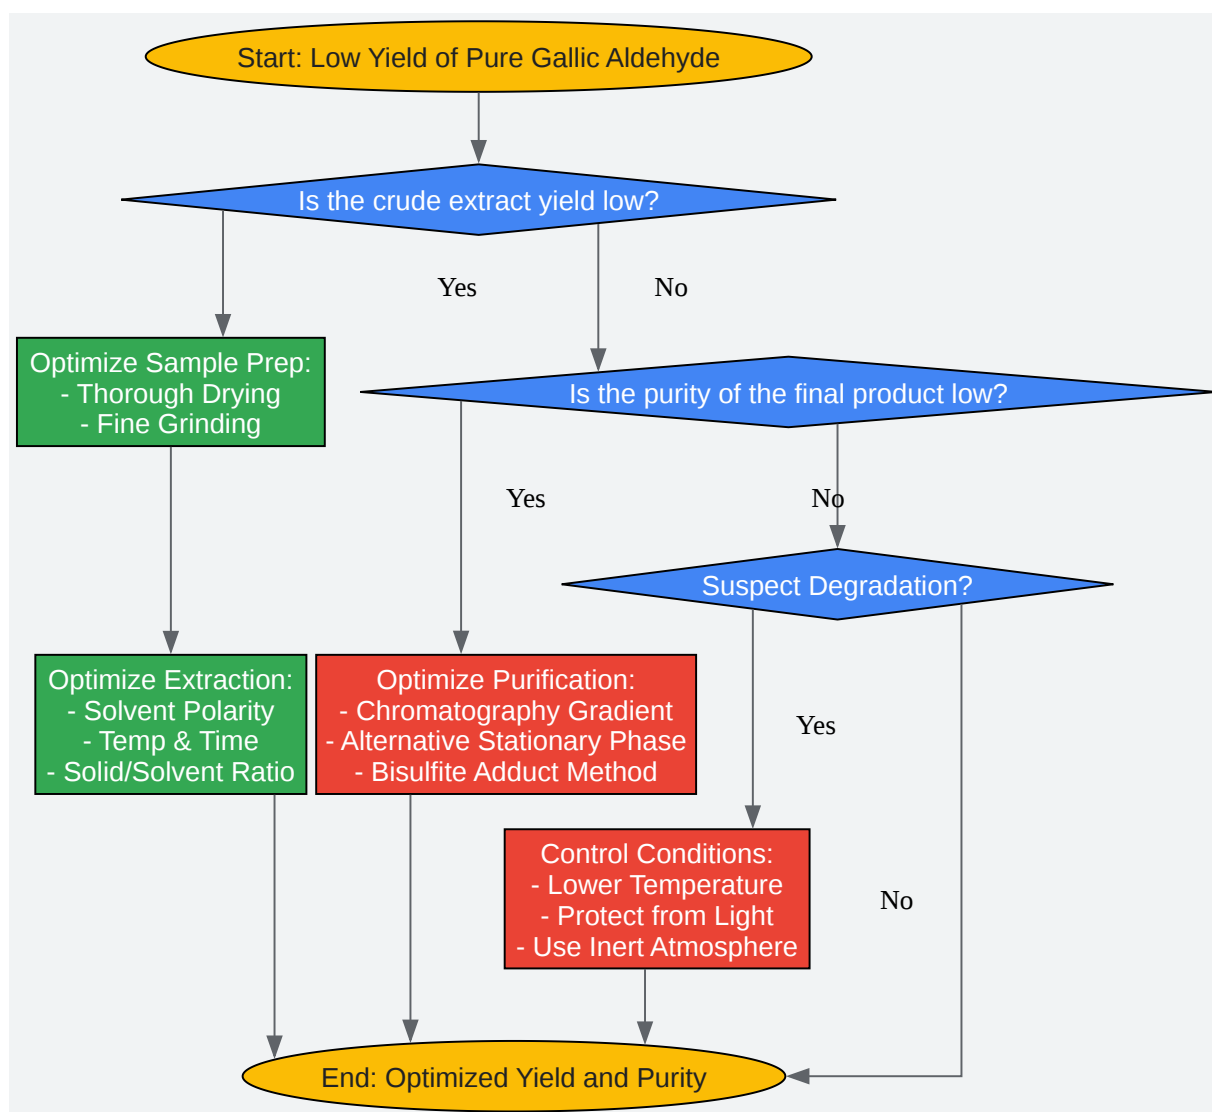 Start: Low Yield of Pure Gallic Aldehyde
Is the crude extract yield low?
Yes
No
Optimize Sample Prep:
- Thorough Drying
- Fine Grinding
Is the purity of the final product low?
Yes
No
Suspect Degradation?
Optimize Extraction:
- Solvent Polarity
- Temp & Time
- Solid/Solvent Ratio
Optimize Purification:
- Chromatography Gradient
- Alternative Stationary Phase
- Bisulfite Adduct Method
Yes
Control Conditions:
- Lower Temperature
- Protect from Light
- Use Inert Atmosphere
No
End: Optimized Yield and Purity